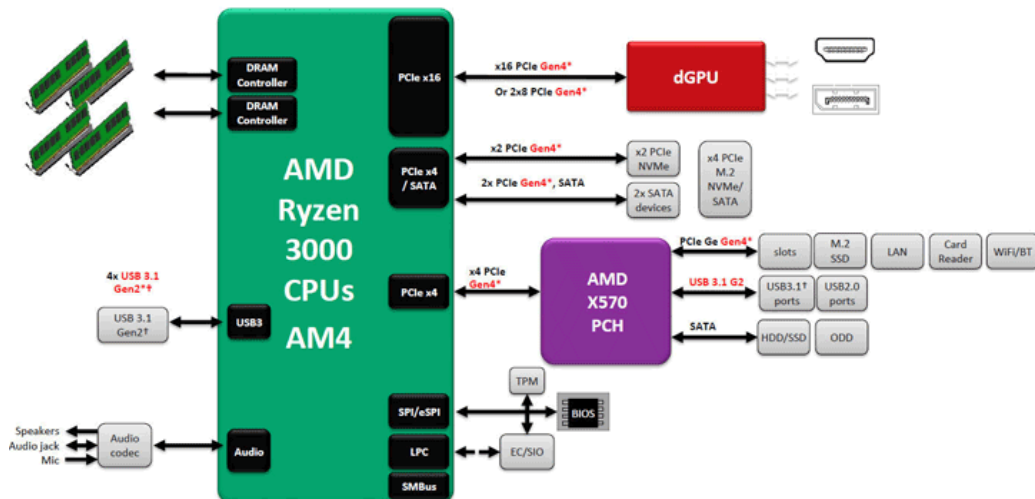 DRAM
Controller
DRAM
Controller
AMD
Ryzen
3000
CPUs
AM4
PCIe x16
PCIe x4
/ SATA
PCIe x4
USB3
Audio
SPI/eSPI
LPC
SMBus
x16 PCIe Gen4*
Or 2x8 PCIe Gen4*
dGPU
x2 PCIe Gen4*
2x PCIe Gen4*, SATA
x2 PCIe
NVMe
2x SATA
devices
x4 PCIe
M.2
NVMe/
SATA
x4 PCIe
Gen4*
AMD
X570
PCH
PCIe Ge Gen4*
USB 3.1 G2
SATA
slots
M.2
SSD
LAN
Card
Reader
WiFi/BT
USB3.1†
ports
USB2.0
ports
HDD/SSD
ODD
4x USB 3.1
Gen2*†
USB 3.1
Gen2†
Speakers
Audio jack
Mic
Audio
codec
TPM
BIOS
EC/SIO